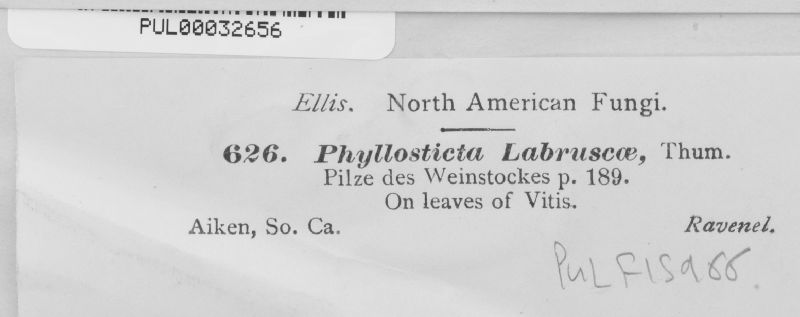 PUL00032656
Ellis. North American Fungi.
626. Phyllosticta Labruscæ, Thum.
Pilze des Weinstockes p. 189.
On leaves of Vitis.
Aiken, So. Ca. Ravenel.
PUL F1S966.